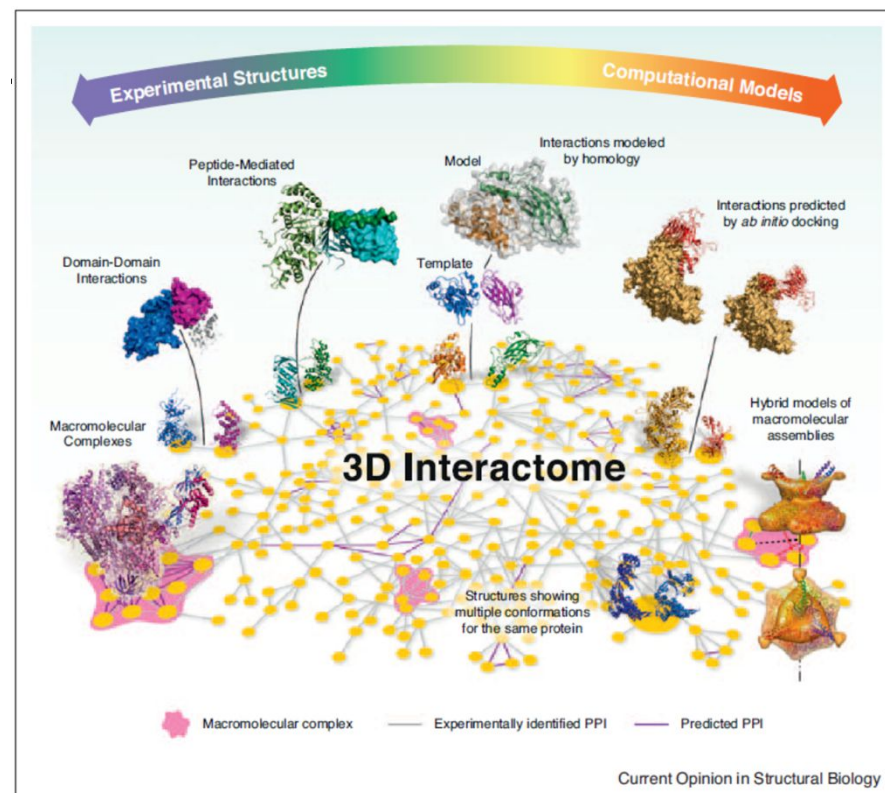 Experimental Structures
Computational Models
Peptide-Mediated
Interactions
Model
Interactions modeled
by homology
Interactions predicted
by ab initio docking
Domain-Domain
Interactions
Template
Macromolecular
Complexes
Hybrid models of
macromolecular
assemblies
3D Interactome
Structures showing
multiple conformations
for the same protein
Macromolecular complex
Experimentally identified PPI
Predicted PPI
Current Opinion in Structural Biology